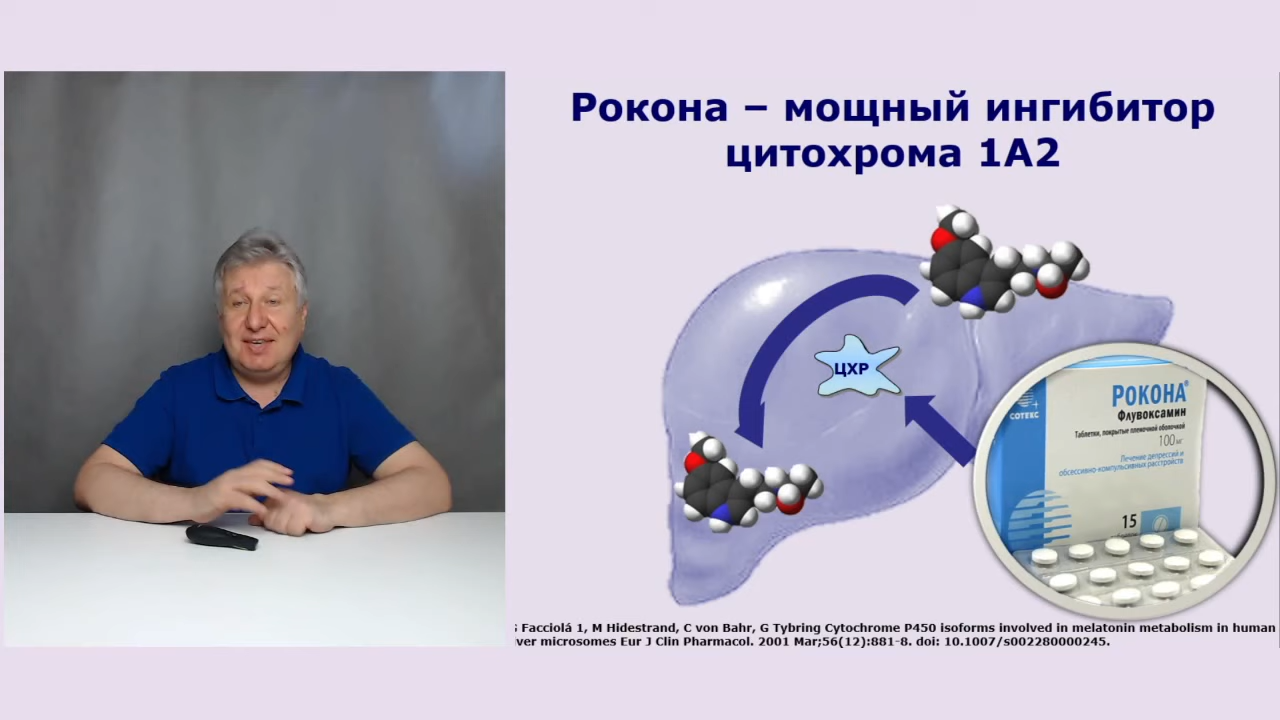 Рокона – мощный ингибитор
цитохрома 1А2
ЦХР
РОКОНА®
Флувоксамин
Таблетки, покрытые пленочной оболочкой
100 мг
Лечение депрессий и
обсессивно-компульсивных расстройств
СОТЕКС
15
Facciolá 1, M Hidestrand, C von Bahr, G Tybring Cytochrome P450 isoforms involved in melatonin metabolism in human
microsomes Eur J Clin Pharmacol. 2001 Mar;56(12):881-8. doi: 10.1007/s002280000245.